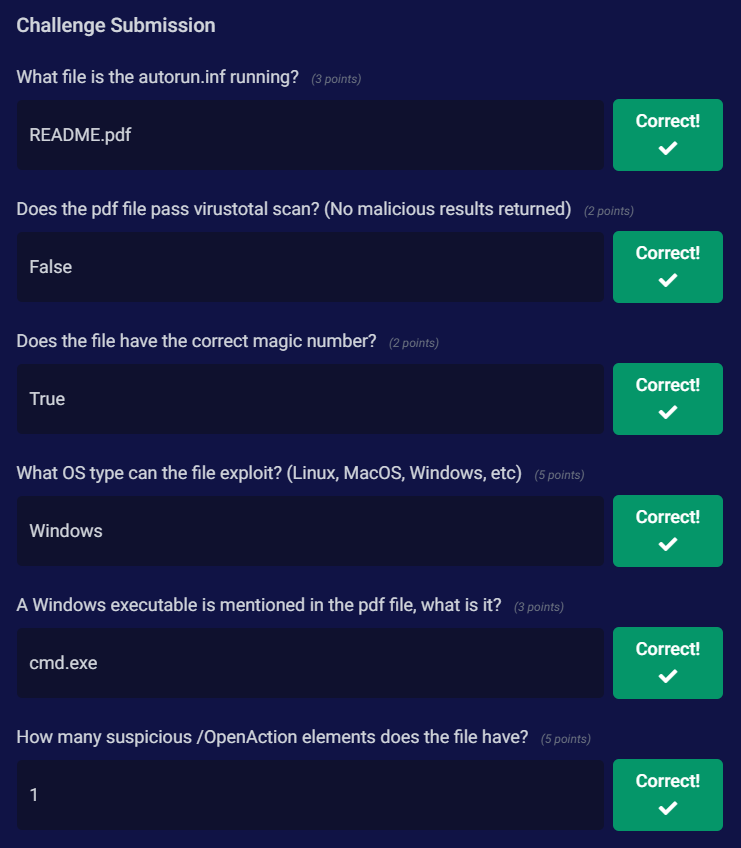 Challenge Submission
What file is the autorun.inf running? (3 points)
README.pdf
Correct!
Does the pdf file pass virustotal scan? (No malicious results returned) (2 points)
False
Correct!
Does the file have the correct magic number? (2 points)
True
Correct!
What OS type can the file exploit? (Linux, MacOS, Windows, etc) (5 points)
Windows
Correct!
A Windows executable is mentioned in the pdf file, what is it? (3 points)
cmd.exe
Correct!
How many suspicious /OpenAction elements does the file have? (5 points)
1
Correct!